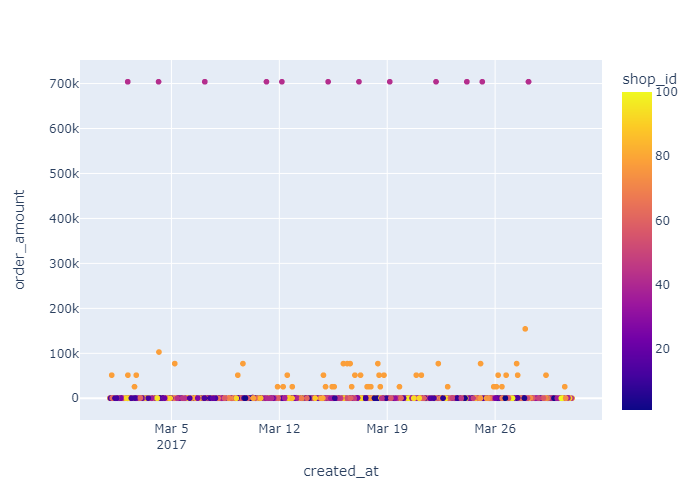 shop_id
100
80
60
40
20
700k
600k
500k
400k
300k
200k
100k
0
order_amount
Mar 5
2017
Mar 12
Mar 19
Mar 26
created_at